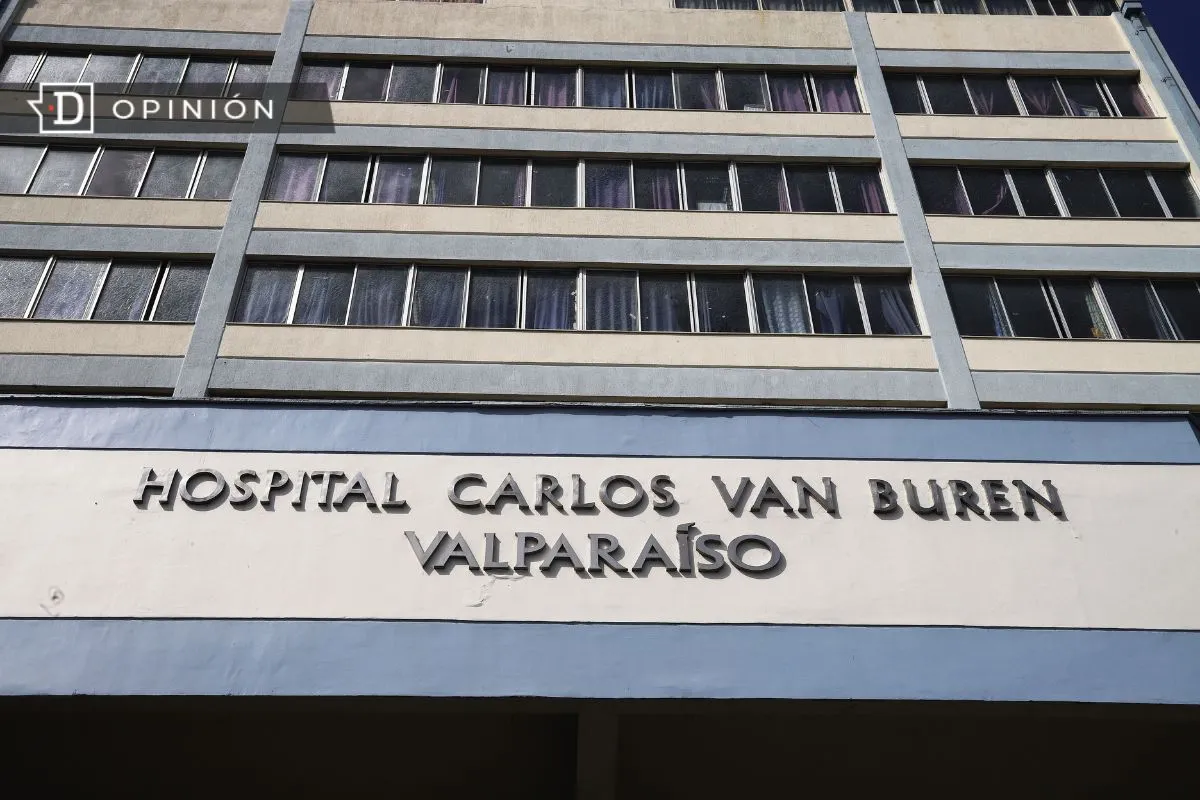 D OPINIÓN
HOSPITAL CARLOS VAN BUREN
VALPARAÍSO